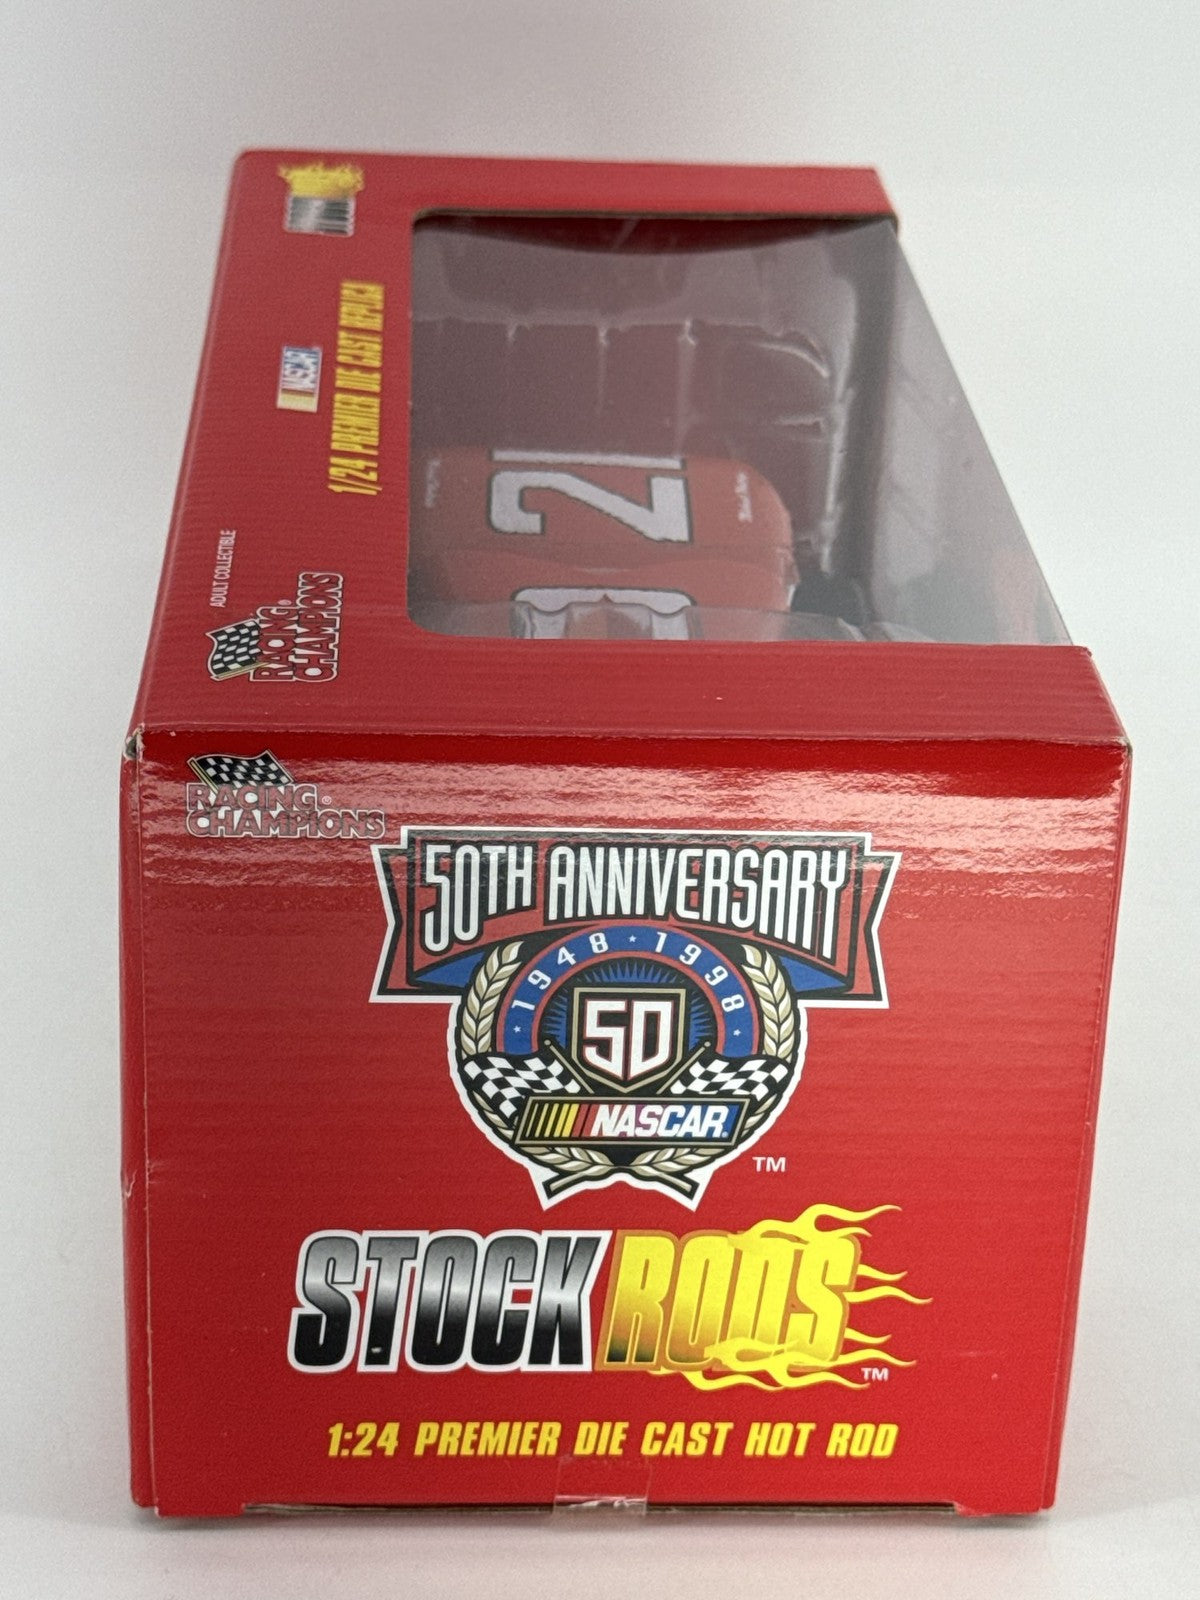 NASCAR
1/24 PREMIER DIE CAST REPLICA
ADULT COLLECTIBLE
RACING®
CHAMPIONS
21
RACING®
CHAMPIONS
50TH ANNIVERSARY
1948 · 1998
50
NASCAR
TM
STOCK RODS
TM
1:24 PREMIER DIE CAST HOT ROD